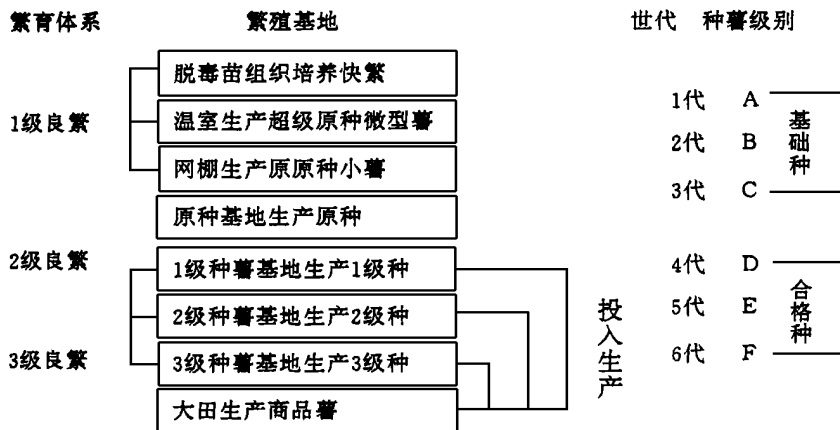 繁育体系 繁殖基地 世代 种薯级别
脱毒苗组织培养快繁
1级良繁 温室生产超级原种微型薯
网棚生产原原种小薯
原种基地生产原种
2级良繁 1级种薯基地生产1级种
2级种薯基地生产2级种
3级良繁 3级种薯基地生产3级种
大田生产商品薯
投入生产
1代 A
2代 B
3代 C
基础种
4代 D
5代 E
6代 F
合格种